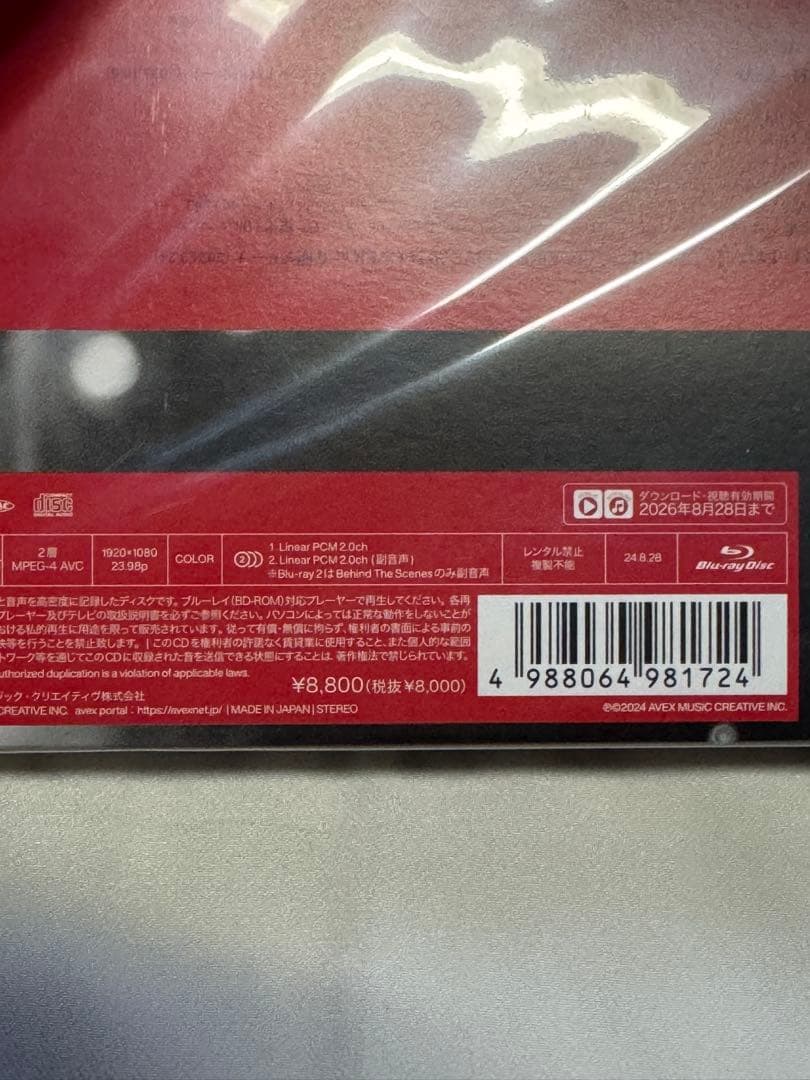 COMPACT
disc
DIGITAL AUDIO
ダウンロード・視聴有効期間
2026年8月28日まで
2層
MPEG-4 AVC
1920*1080
23.98p
COLOR
2
1. Linear PCM 2.0ch
2. Linear PCM 2.0ch (副音声)
※Blu-ray 2は Behind The Scenes のみ副音声
レンタル禁止
複製不能
24.8.28
Blu-ray Disc
と音声を高密度に記録したディスクです。ブルーレイ(BD-ROM)対応プレーヤーで再生してください。各再
プレーヤー及びテレビの取扱説明書を必ずご参照ください。パソコンによっては正常な動作をしないことが
おける私的再生に用途を限って販売されています。従って有償・無償に拘らず、権利者の書面による事前の
映等を行うことを禁止致します。 | このCDを権利者の許諾なく賃貸業に使用すること、また個人的な範囲
トワーク等を通じてこのCDに収録された音を送信できる状態にすることは、著作権法で禁じられています。
uthorized duplication is a violation of applicable laws.
¥8,800(税抜¥8,000)
ジック・クリエイティヴ株式会社
CREATIVE INC. avex portal : https://avexnet.jp/ | MADE IN JAPAN | STEREO
4 988064 981724
℗©2024 AVEX MUSIC CREATIVE INC.